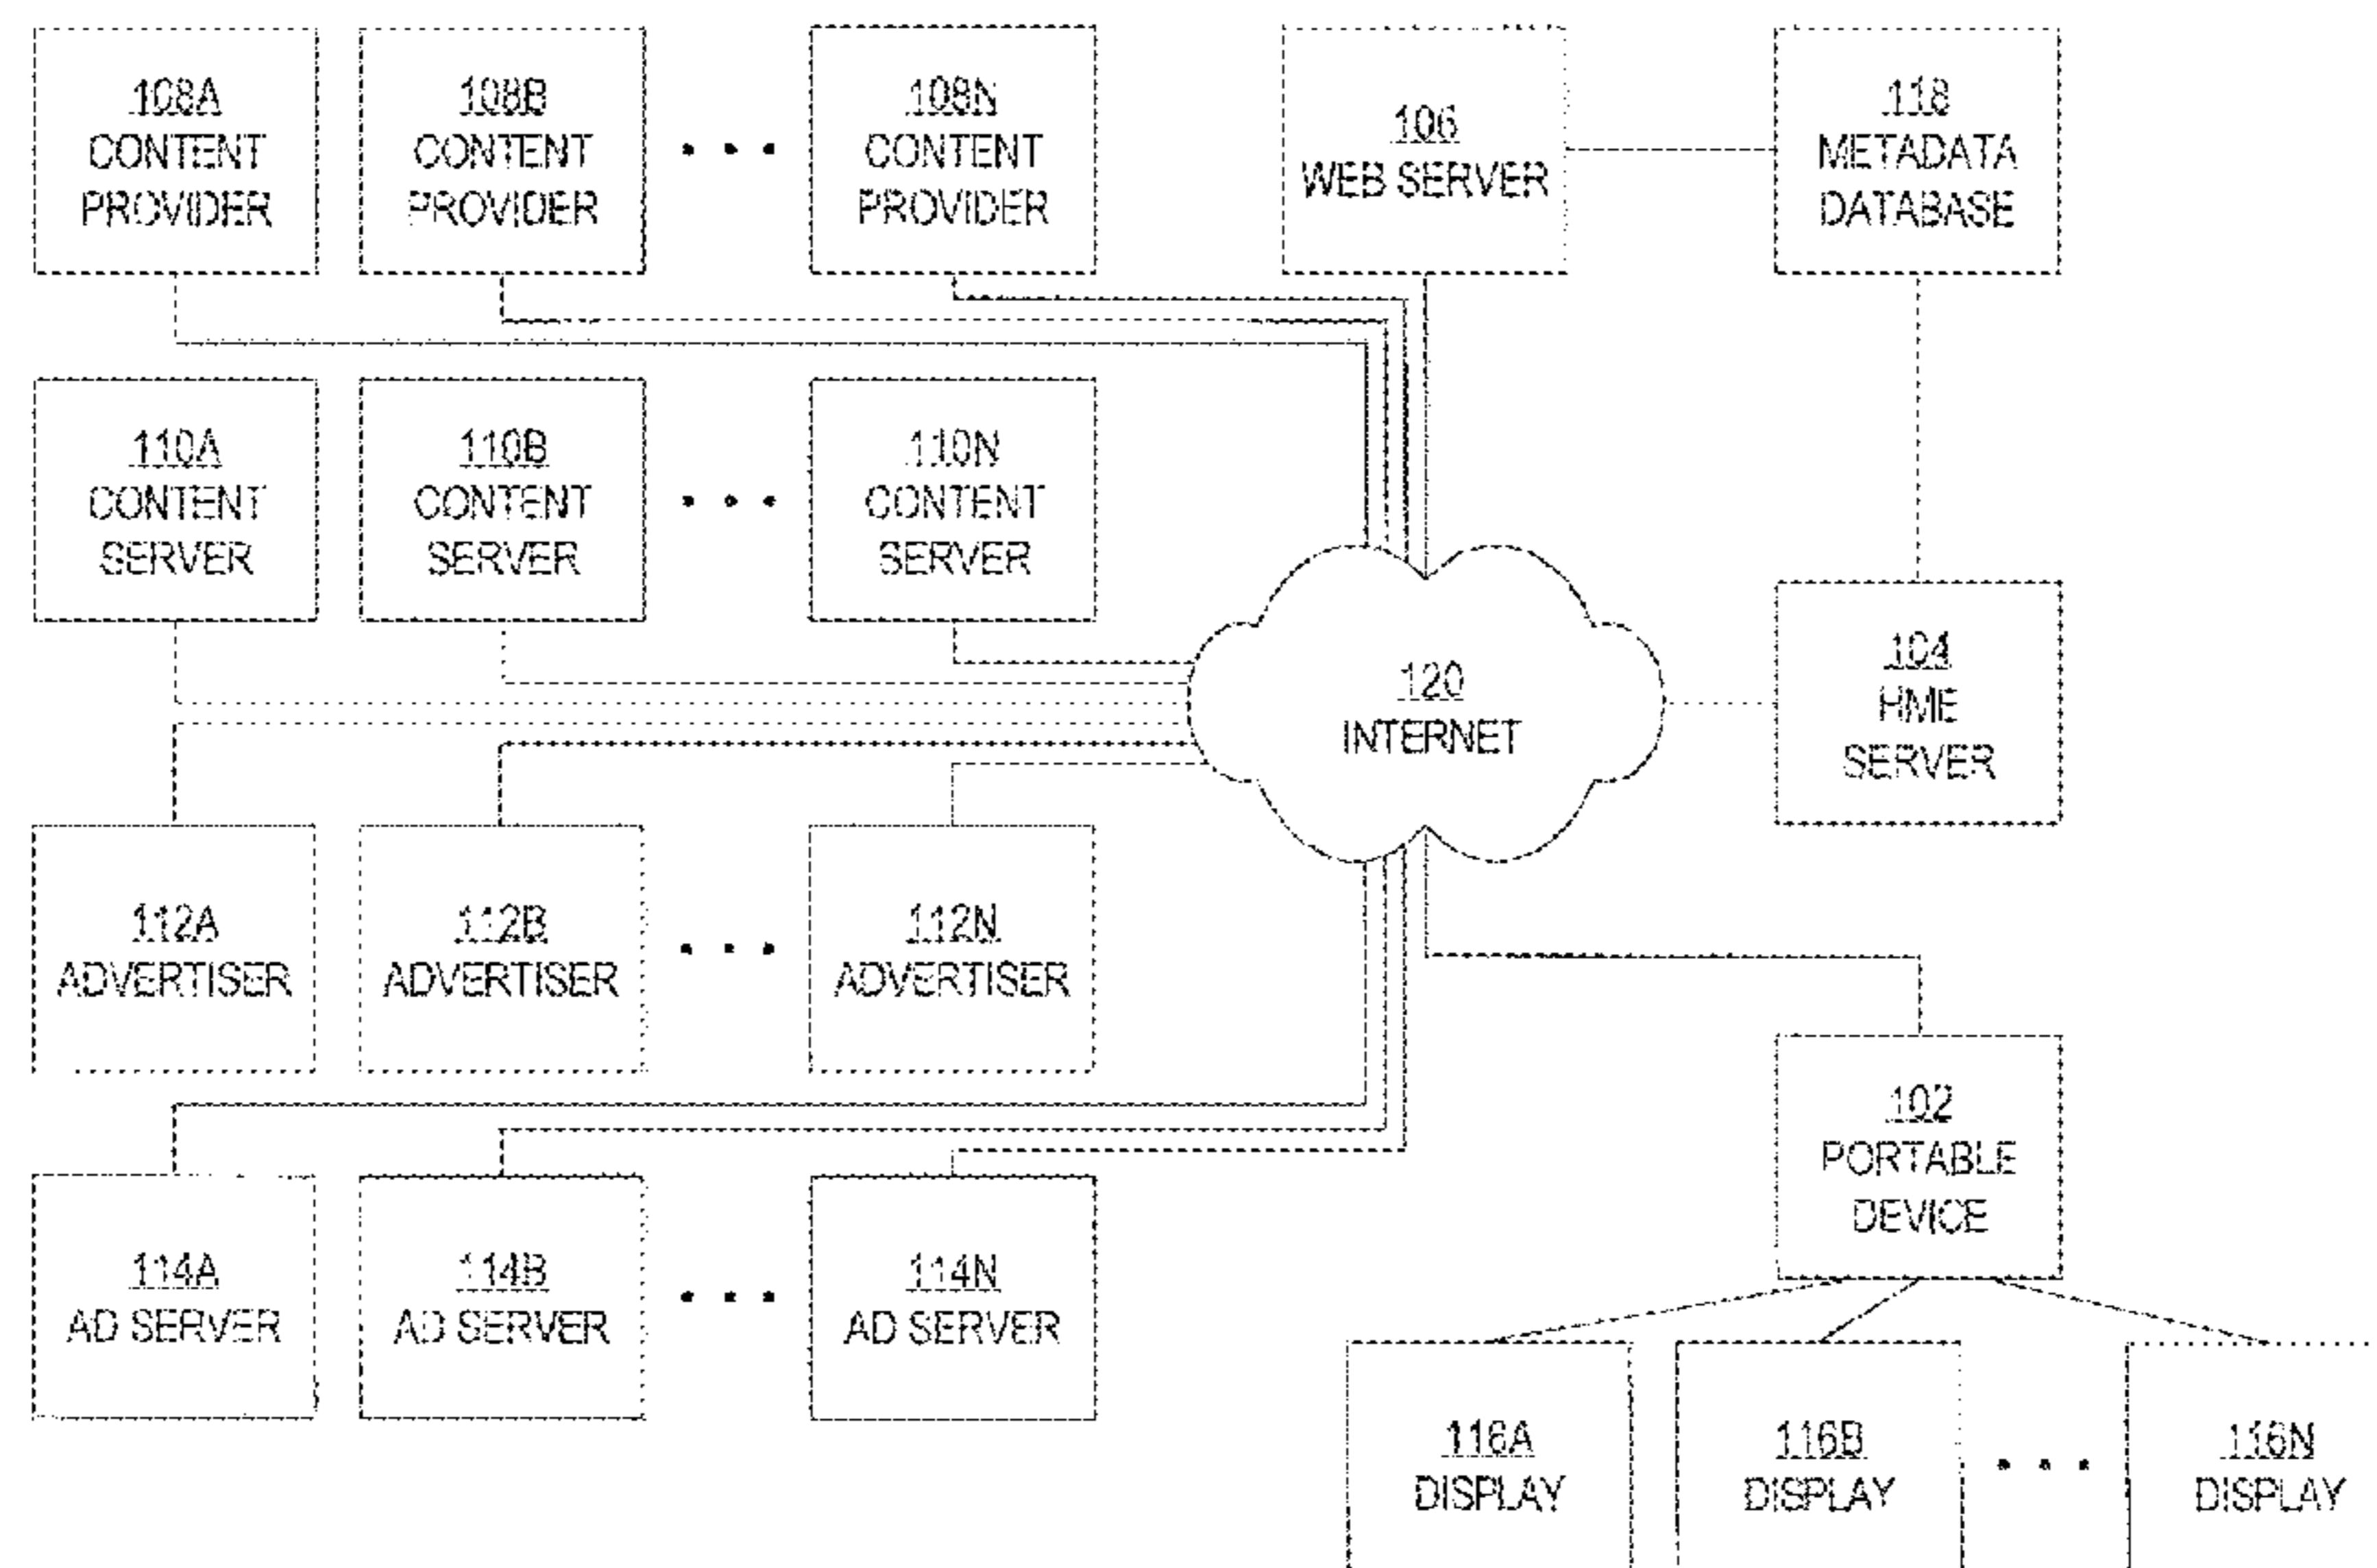 108A
CONTENT
PROVIDER
108B
CONTENT
PROVIDER
108N
CONTENT
PROVIDER
106
WEB SERVER
118
METADATA
DATABASE
110A
CONTENT
SERVER
110B
CONTENT
SERVER
110N
CONTENT
SERVER
120
INTERNET
104
HME
SERVER
112A
ADVERTISER
112B
ADVERTISER
112N
ADVERTISER
102
PORTABLE
DEVICE
114A
AD SERVER
114B
AD SERVER
114N
AD SERVER
116A
DISPLAY
116B
DISPLAY
116N
DISPLAY